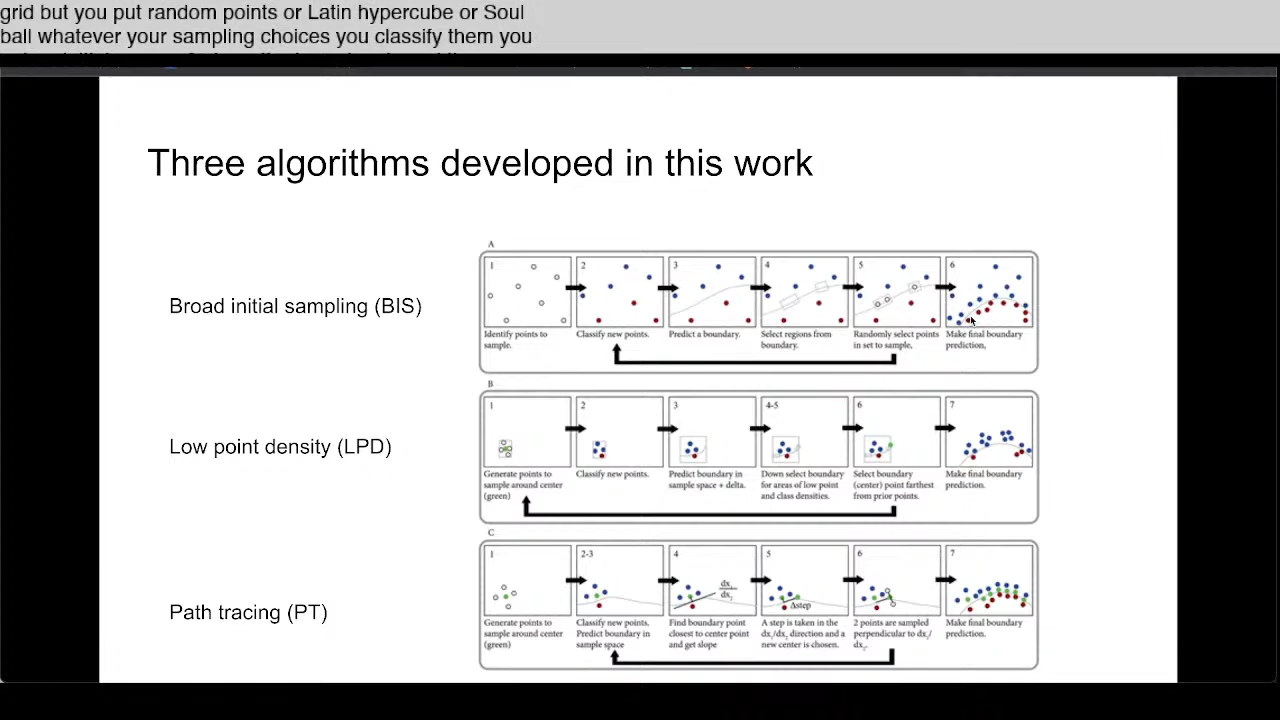 grid but you put random points or Latin hypercube or Soul
ball whatever your sampling choices you classify them you
Three algorithms developed in this work
Broad initial sampling (BIS)
A
1
2
3
4
5
6
Identify points to
sample.
Classify new points.
Predict a boundary.
Select regions from
boundary.
Randomly select points
in set to sample,
Make final boundary
prediction,
Low point density (LPD)
B
1
2
3
4-5
6
7
Generate points to
sample around center
(green)
Classify new points.
Predict boundary in
sample space + delta.
Down select boundary
for areas of low point
and class densities.
Select boundary
(center) point farthest
from prior points.
Make final boundary
prediction.
Path tracing (PT)
C
1
2-3
4
5
6
7
dx,
dx₂
Δstep
Generate points to
sample around center
(green)
Classify new points.
Predict boundary in
sample space
Find boundary point
closest to center point
and get slope
A step is taken in the
dx₁/dx₂ direction and a
new center is chosen.
2 points are sampled
perpendicular to dx₁/
dx₂.
Make final boundary
prediction.